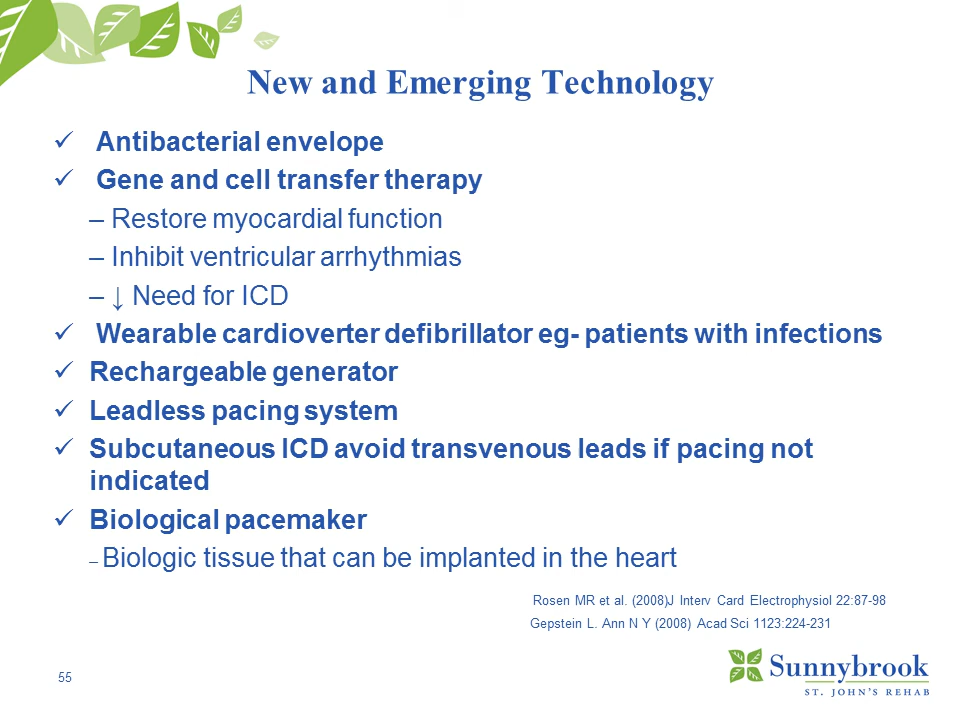 New and Emerging Technology
✓ Antibacterial envelope
✓ Gene and cell transfer therapy
– Restore myocardial function
– Inhibit ventricular arrhythmias
– ↓ Need for ICD
✓ Wearable cardioverter defibrillator eg- patients with infections
✓ Rechargeable generator
✓ Leadless pacing system
✓ Subcutaneous ICD avoid transvenous leads if pacing not
indicated
✓ Biological pacemaker
– Biologic tissue that can be implanted in the heart
Rosen MR et al. (2008)J Interv Card Electrophysiol 22:87-98
Gepstein L. Ann N Y (2008) Acad Sci 1123:224-231
55
Sunnybrook
ST. JOHN'S REHAB